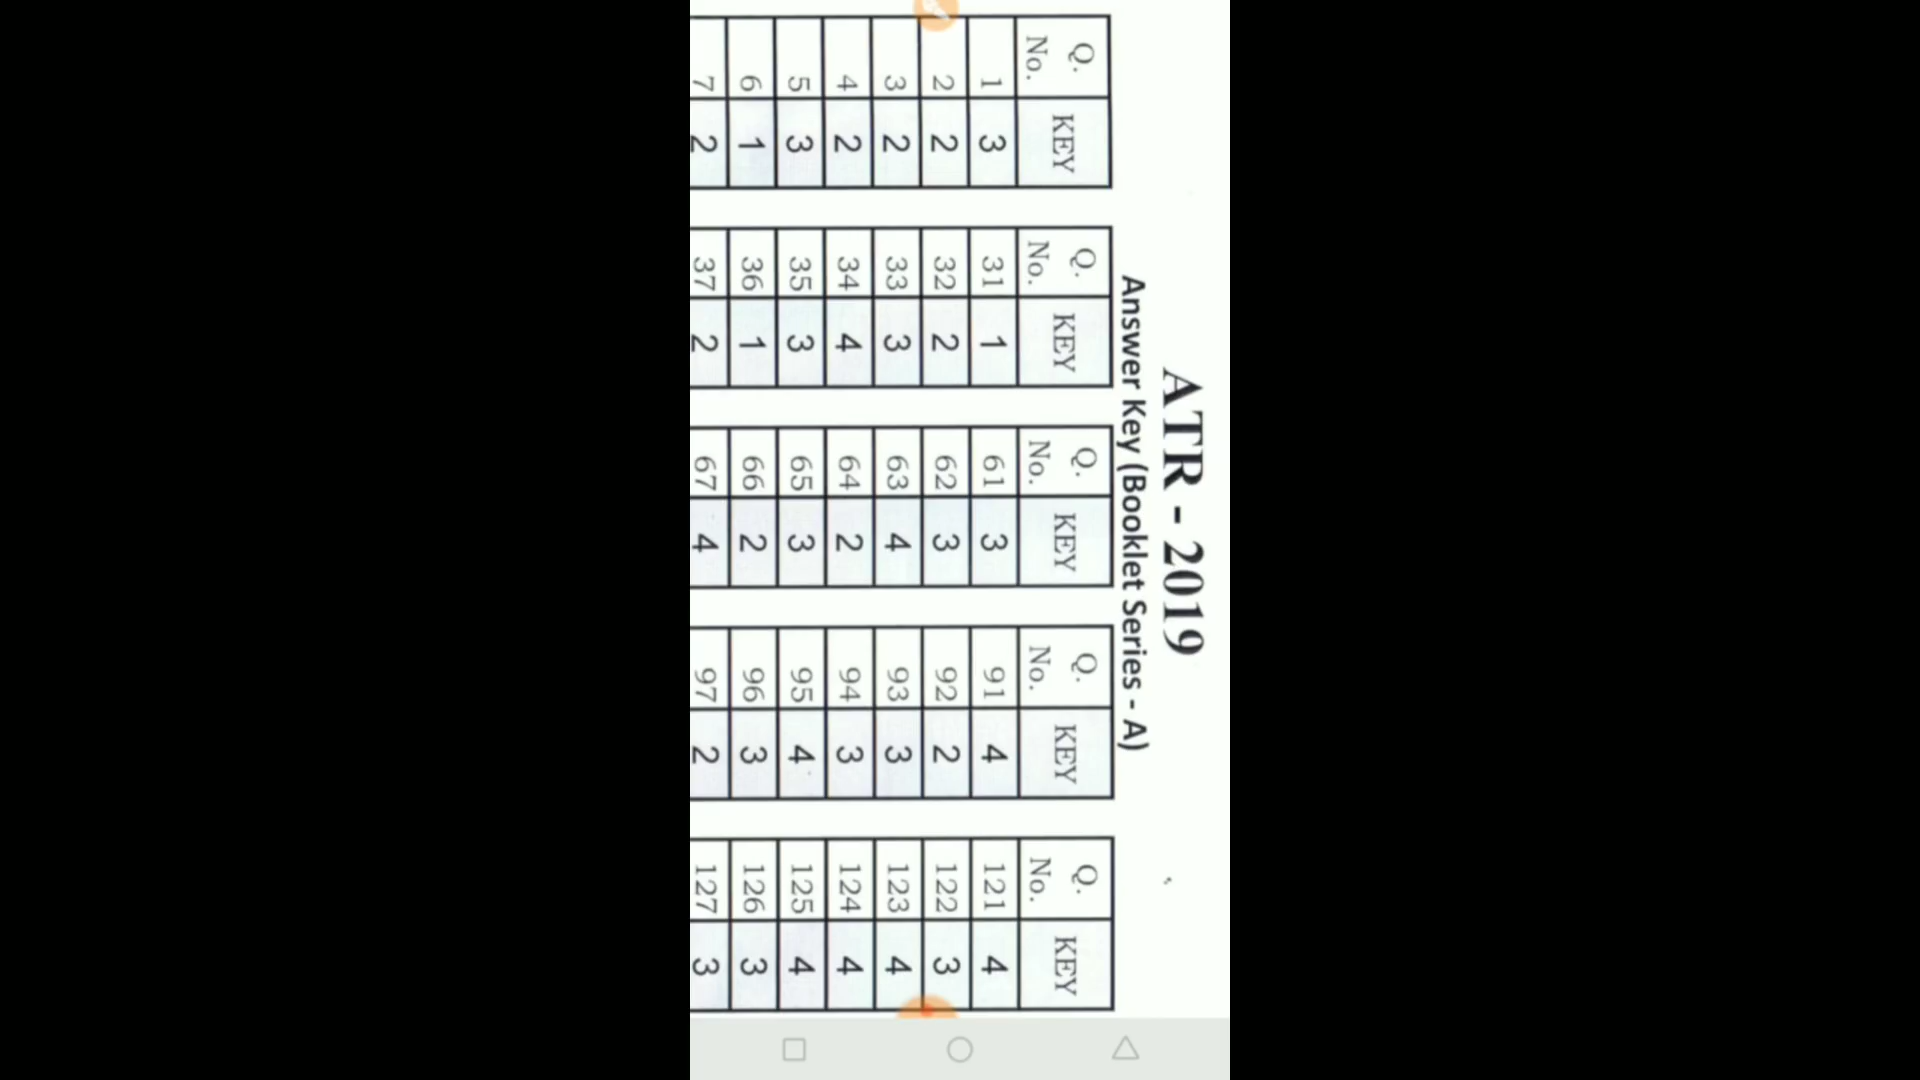 ATR - 2019
Answer Key (Booklet Series - A)
Q. No. KEY Q. No. KEY Q. No. KEY Q. No. KEY Q. No. KEY
1 3 31 1 61 3 91 4 121 4
2 2 32 2 62 3 92 2 122 3
3 2 33 3 63 4 93 3 123 4
4 2 34 4 64 2 94 3 124 4
5 3 35 3 65 3 95 4 125 4
6 1 36 1 66 2 96 3 126 3
7 2 37 2 67 4 97 2 127 3